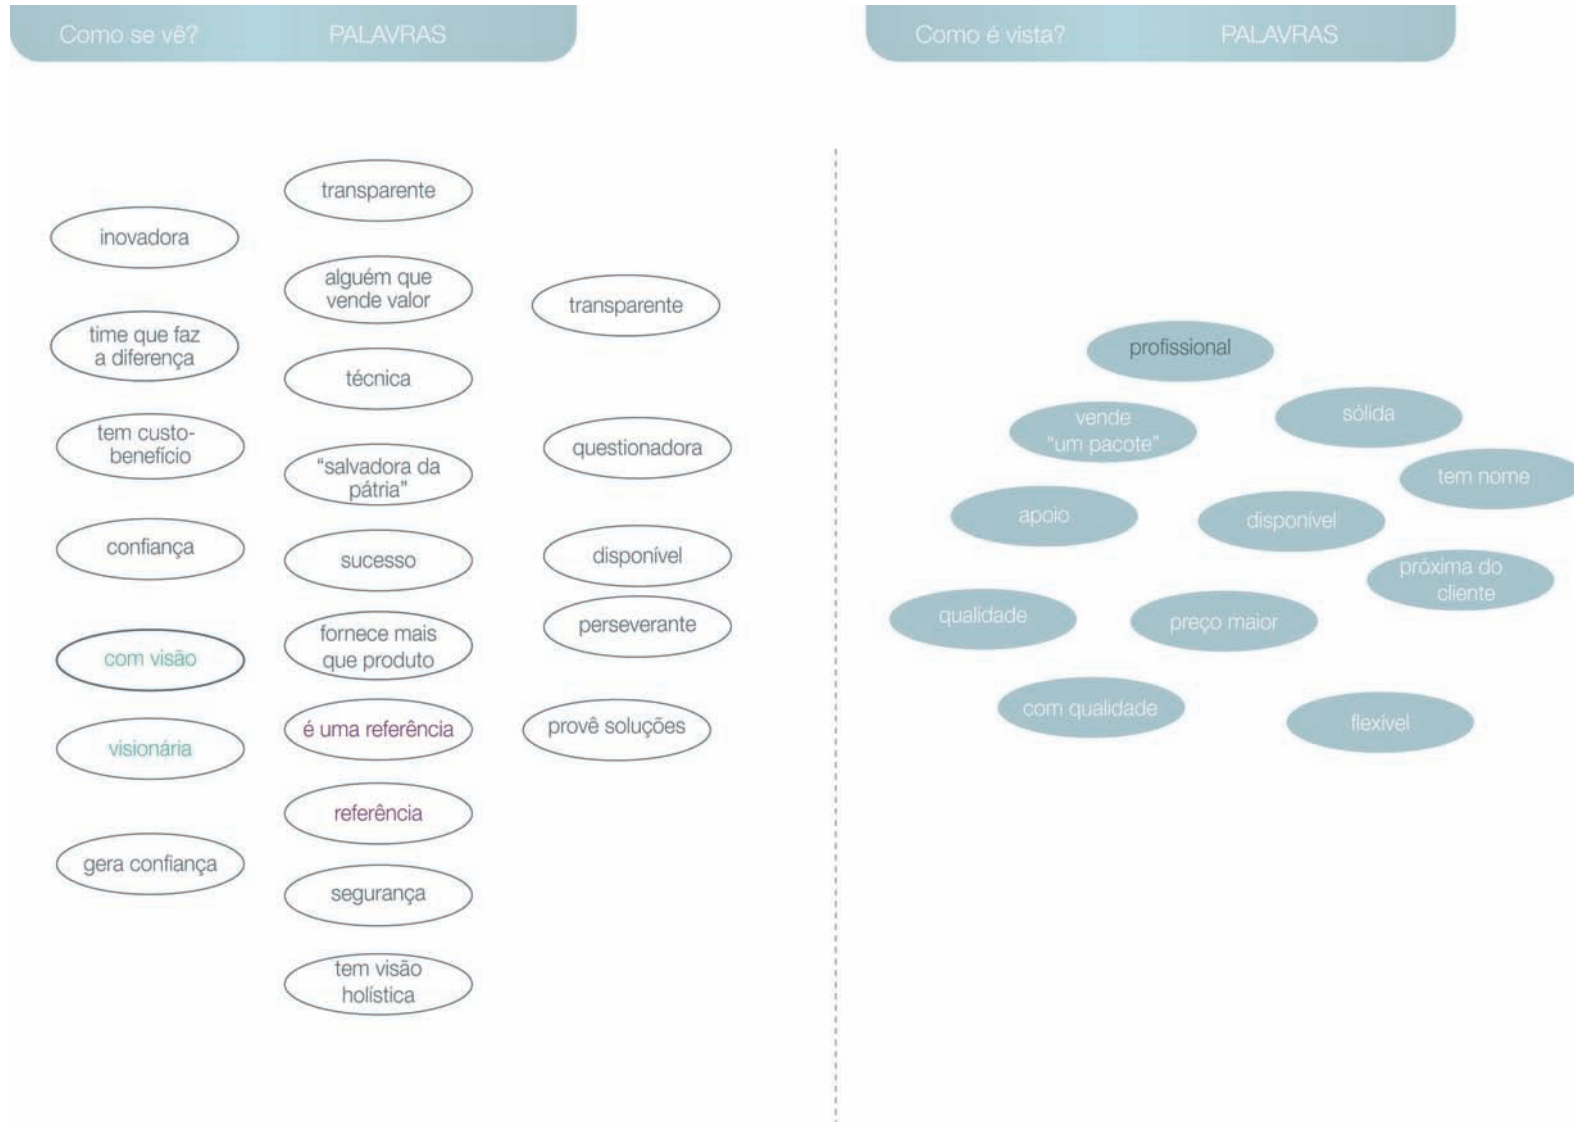 Como se vê? PALAVRAS
transparente
inovadora
alguém que
vende valor
transparente
time que faz
a diferença
técnica
tem custo-
benefício
questionadora
"salvadora da
pátria"
confiança
sucesso
disponível
fornece mais
que produto
perseverante
com visão
é uma referência
provê soluções
visionária
referência
gera confiança
segurança
tem visão
holística
Como é vista? PALAVRAS
profissional
vende
"um pacote"
sólida
tem nome
apoio
disponível
próxima do
cliente
qualidade
preço maior
com qualidade
flexível